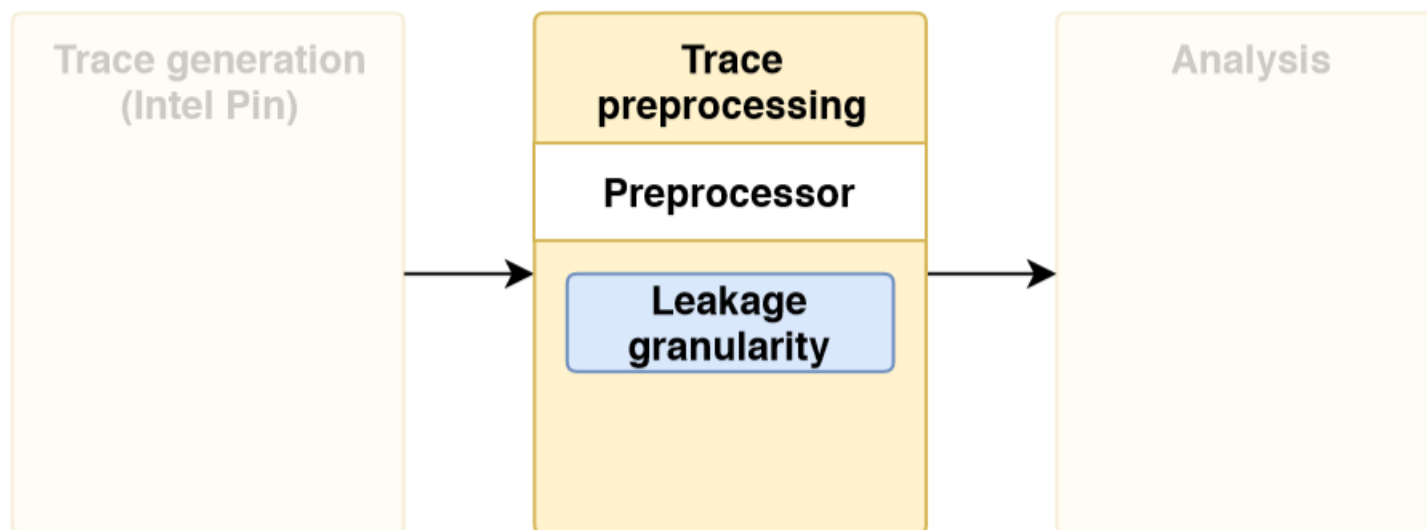 Trace generation
(Intel Pin)
Trace
preprocessing
Preprocessor
Leakage
granularity
Analysis